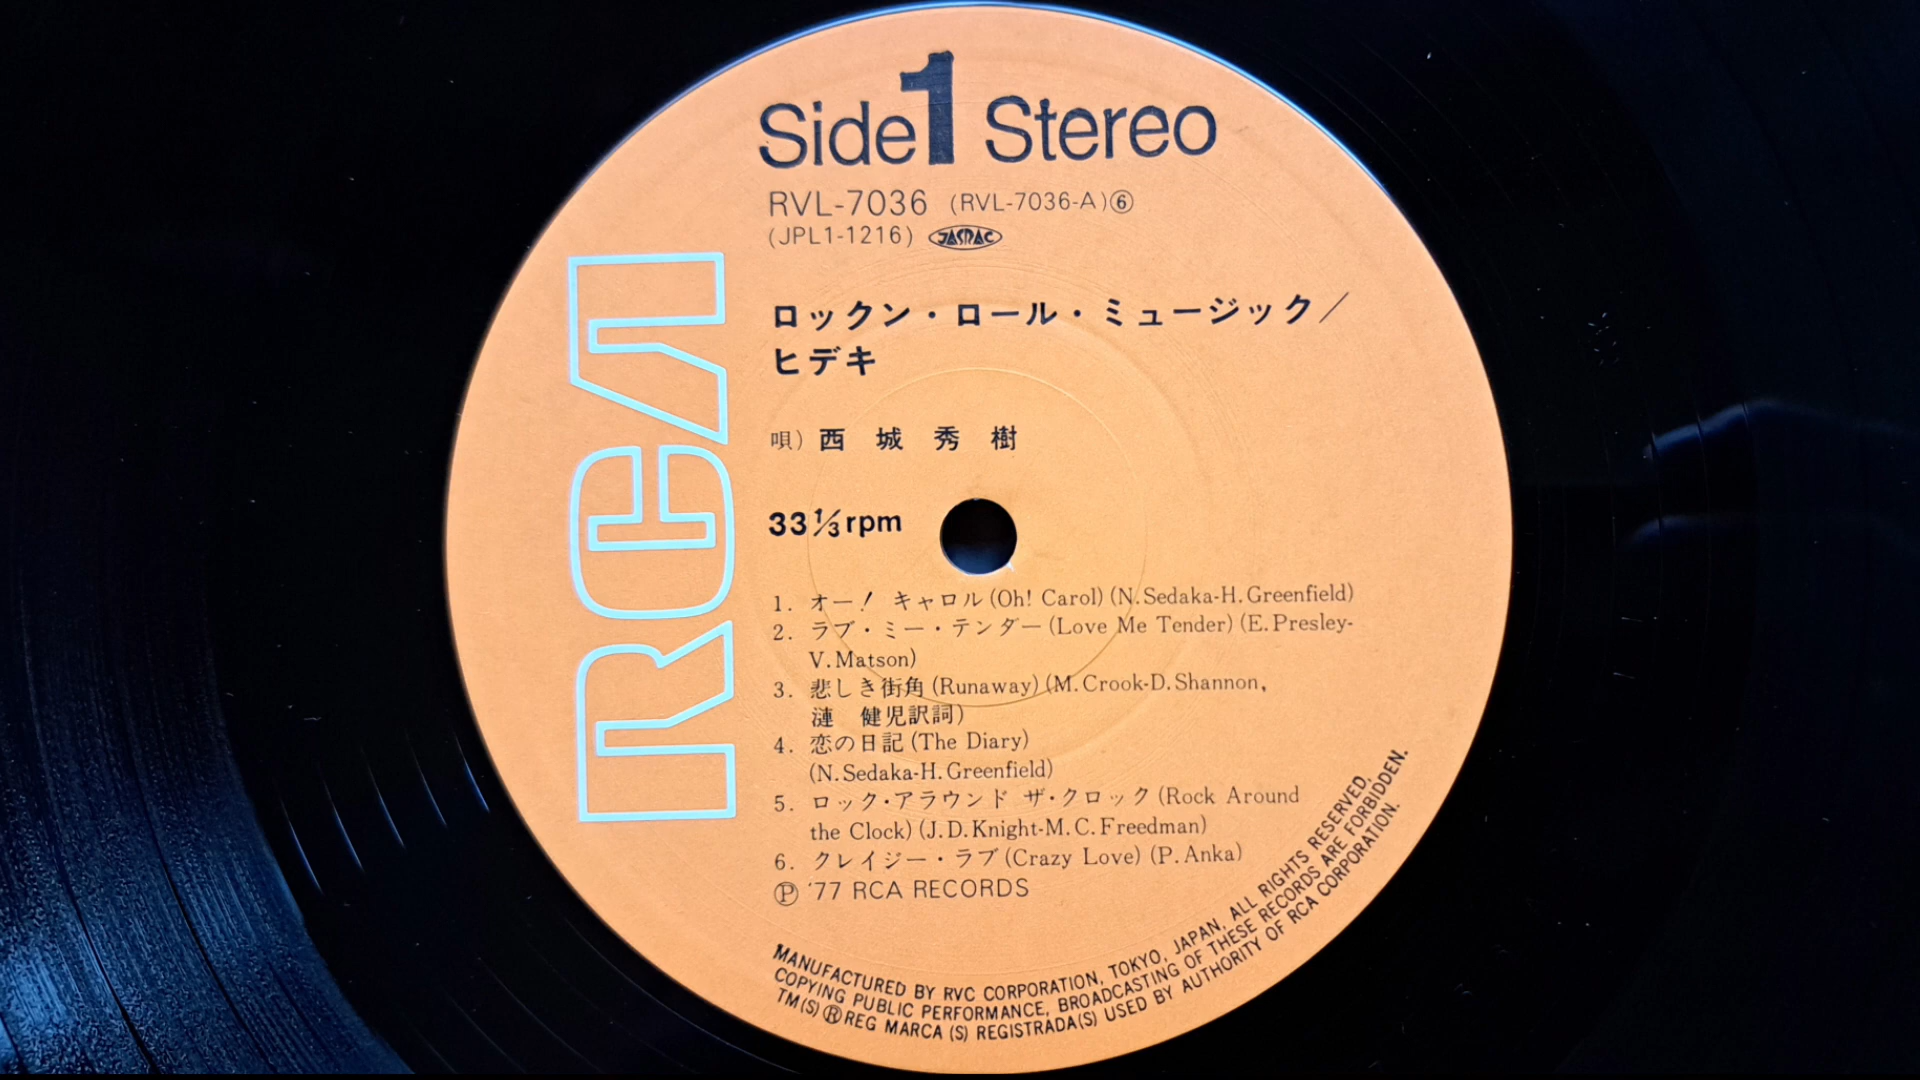 Side 1 Stereo
RVL-7036 (RVL-7036-A)⑥
(JPL1-1216) JASRAC
RCA
ロックン・ロール・ミュージック／
ヒデキ
唄）西 城 秀 樹
33⅓rpm
1. オー！ キャロル(Oh! Carol)(N.Sedaka-H.Greenfield)
2. ラブ・ミー・テンダー(Love Me Tender)(E.Presley-
V.Matson)
3. 悲しき街角(Runaway)(M.Crook-D.Shannon,
漣 健児訳詞)
4. 恋の日記(The Diary)
(N.Sedaka-H.Greenfield)
5. ロック・アラウンド ザ・クロック(Rock Around
the Clock)(J.D.Knight-M.C.Freedman)
6. クレイジー・ラブ(Crazy Love)(P.Anka)
Ⓟ '77 RCA RECORDS
MANUFACTURED BY RVC CORPORATION, TOKYO, JAPAN, ALL RIGHTS RESERVED,
COPYING PUBLIC PERFORMANCE, BROADCASTING OF THESE RECORDS ARE FORBIDDEN.
TM(S)®REG MARCA (S) REGISTRADA(S) USED BY AUTHORITY OF RCA CORPORATION.